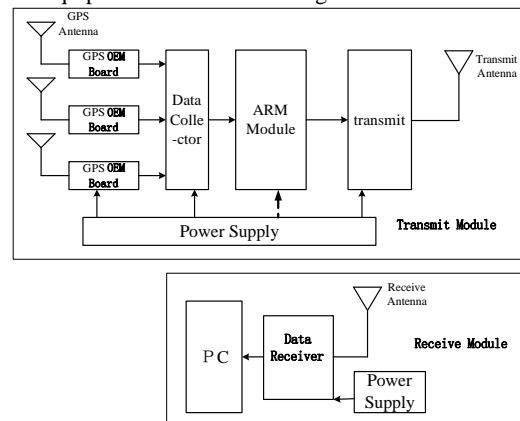 GPS
Antenna
GPS OEM
Board
GPS OEM
Board
GPS OEM
Board
Data
Colle
-ctor
ARM
Module
transmit
Transmit
Antenna
Power Supply
Transmit Module
Receive
Antenna
PC
Data
Receiver
Receive Module
Power
Supply